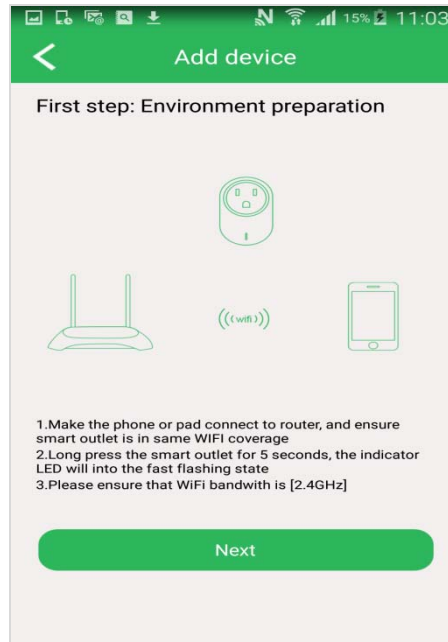 15% 11:03
Add device
First step: Environment preparation
((( wifi )))
1.Make the phone or pad connect to router, and ensure
smart outlet is in same WIFI coverage
2.Long press the smart outlet for 5 seconds, the indicator
LED will into the fast flashing state
3.Please ensure that WiFi bandwith is [2.4GHz]
Next